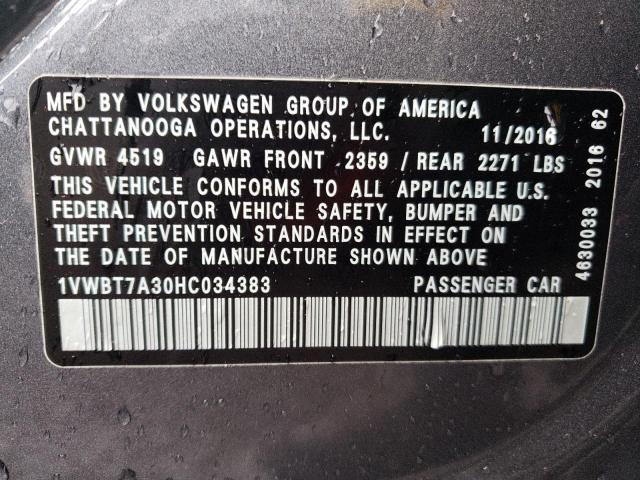 MFD BY VOLKSWAGEN GROUP OF AMERICA
CHATTANOOGA OPERATIONS, LLC. 11/2016
GVWR 4519 GAWR FRONT 2359 / REAR 2271 LBS
THIS VEHICLE CONFORMS TO ALL APPLICABLE U.S.
FEDERAL MOTOR VEHICLE SAFETY, BUMPER AND
THEFT PREVENTION STANDARDS IN EFFECT ON
THE DATE OF MANUFACTURE SHOWN ABOVE
1VWBT7A30HC034383 PASSENGER CAR
4630033 2016 62